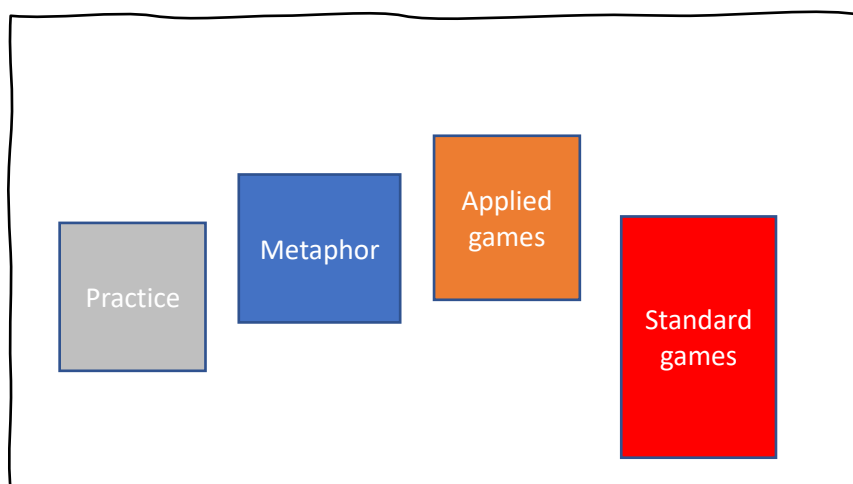 Practice
Metaphor
Applied
games
Standard
games